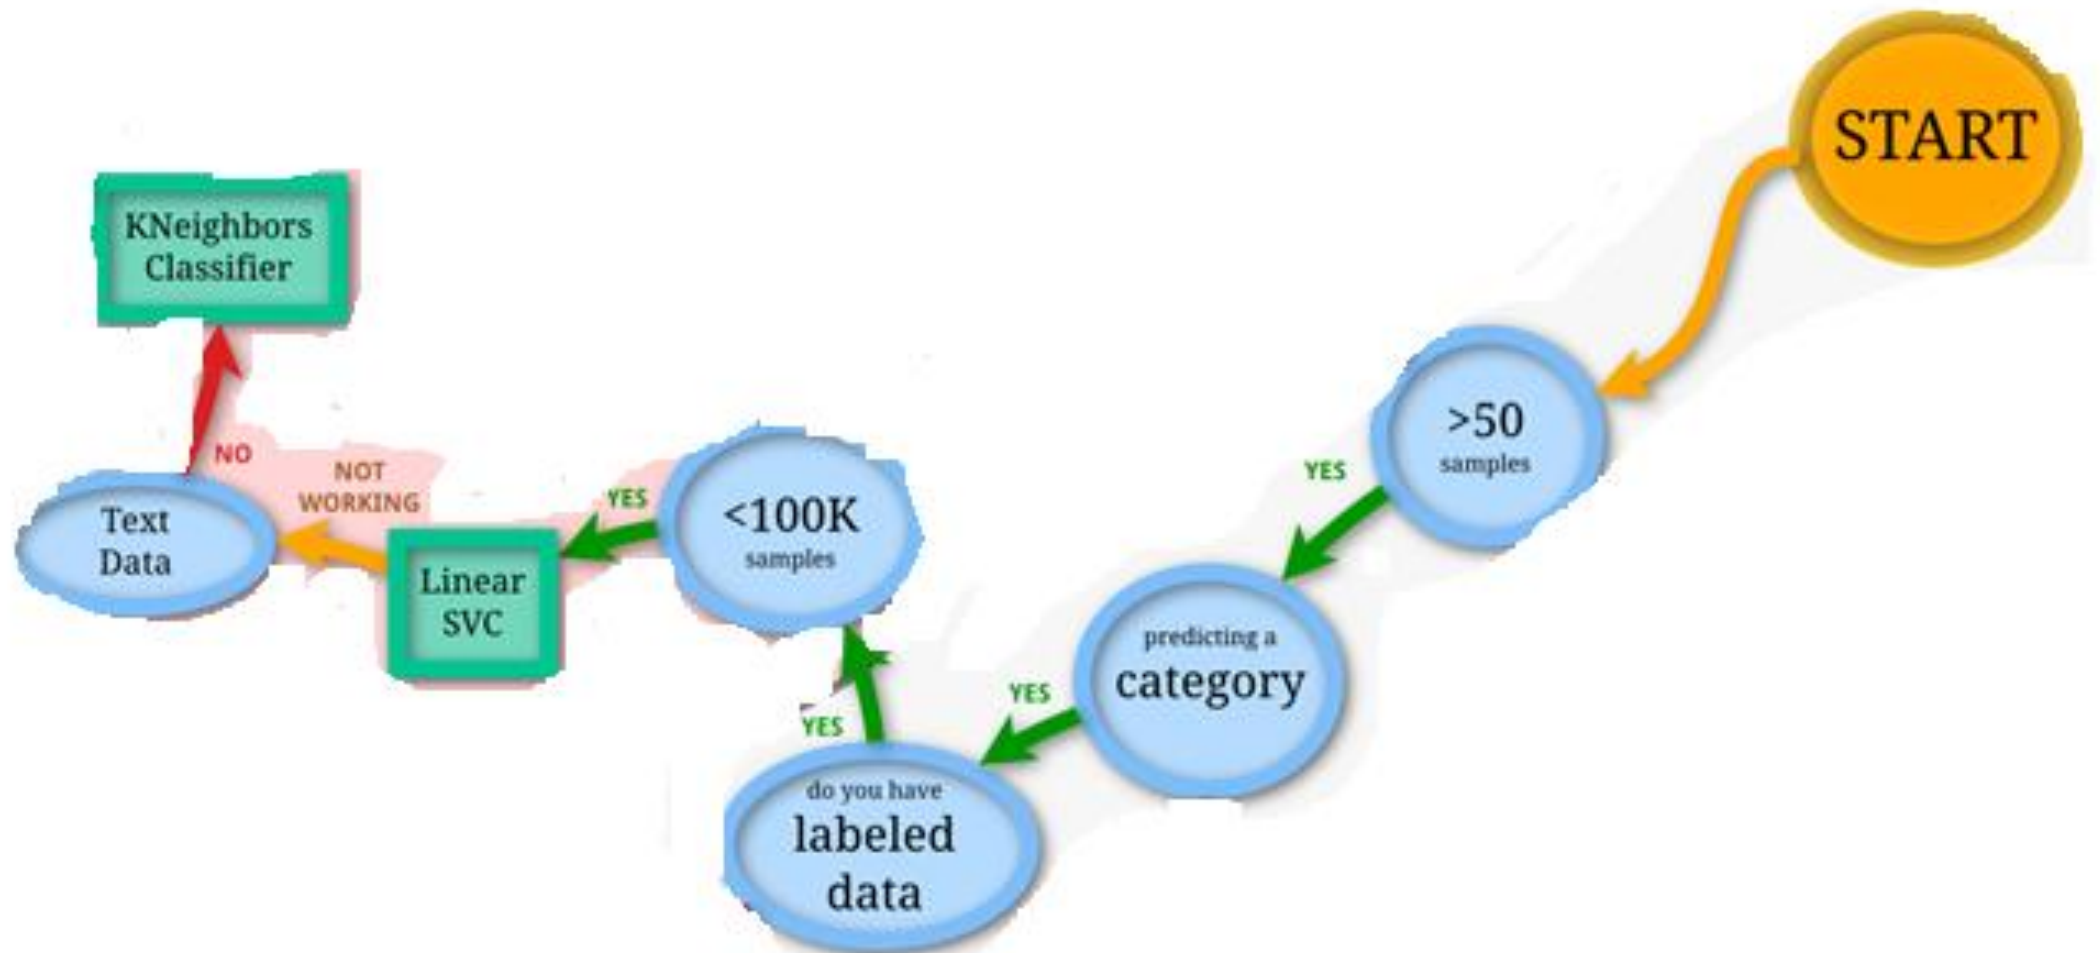 START
>50
samples
YES
predicting a
category
YES
do you have
labeled
data
YES
<100K
samples
YES
Linear
SVC
NOT
WORKING
Text
Data
NO
KNeighbors
Classifier